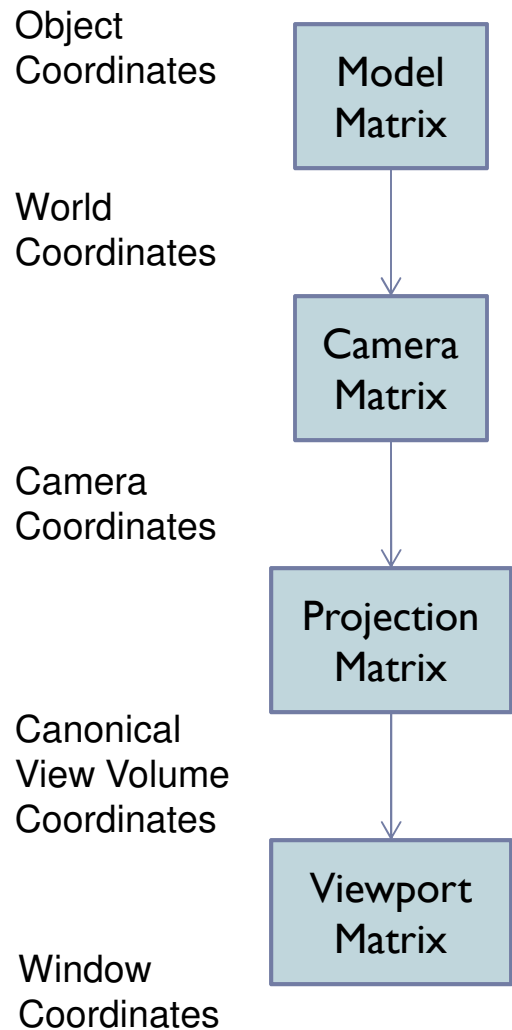 Object
Coordinates
Model
Matrix
World
Coordinates
Camera
Matrix
Camera
Coordinates
Projection
Matrix
Canonical
View Volume
Coordinates
Viewport
Matrix
Window
Coordinates